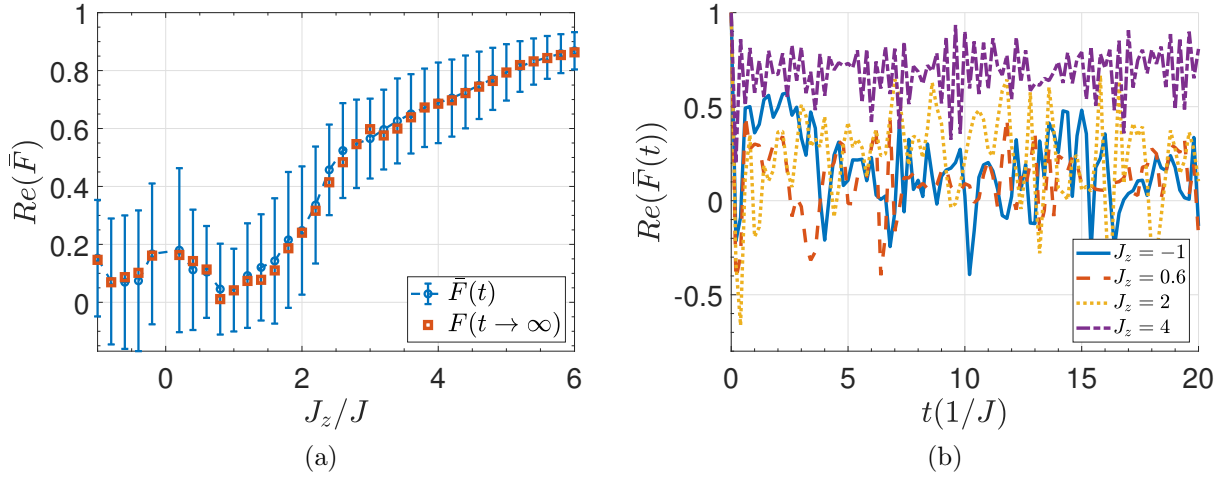 (a)
1
0.8
0.6
0.4
0.2
0
Re(F̄)
0
2
4
6
J_z/J
F̄(t)
F(t → ∞)
(a)
(b)
1
0.5
0
-0.5
Re(F̄(t))
0
5
10
15
20
t(1/J)
J_z = −1
J_z = 0.6
J_z = 2
J_z = 4
(b)